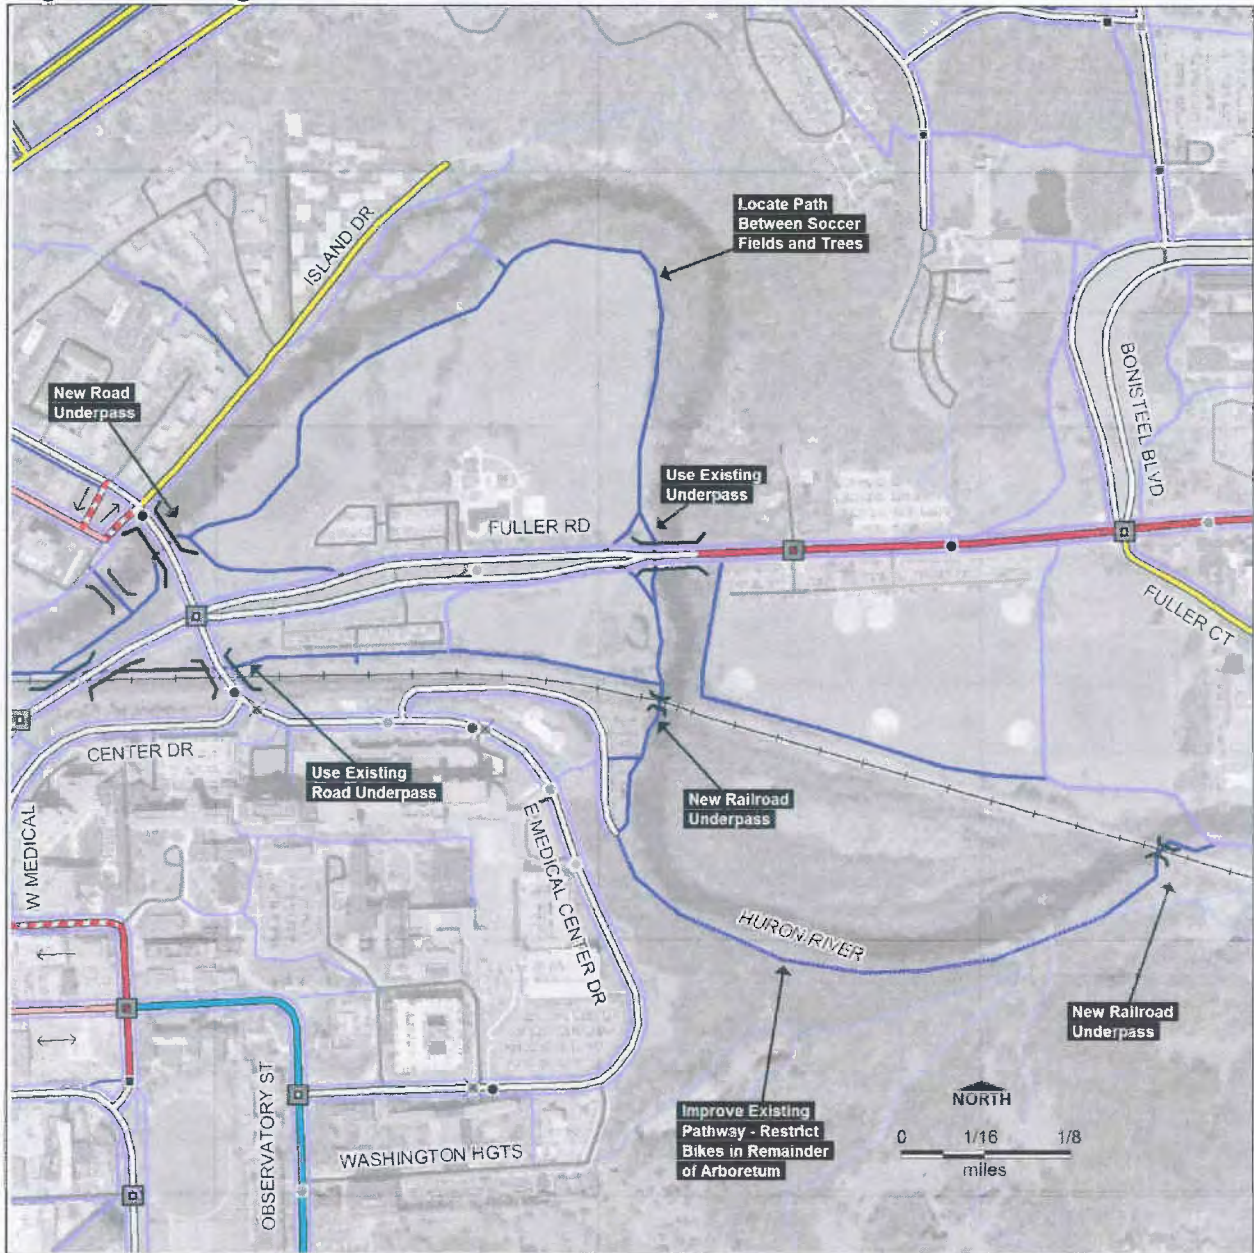 Locate Path
Between Soccer
Fields and Trees
ISLAND DR
New Road
Underpass
BONISTEEL BLVD
Use Existing
Underpass
FULLER RD
FULLER CT
CENTER DR
Use Existing
Road Underpass
New Railroad
Underpass
W MEDICAL
E MEDICAL CENTER DR
HURON RIVER
New Railroad
Underpass
OBSERVATORY ST
WASHINGTON HGTS
Improve Existing
Pathway - Restrict
Bikes in Remainder
of Arboretum
NORTH
0 1/16 1/8
miles